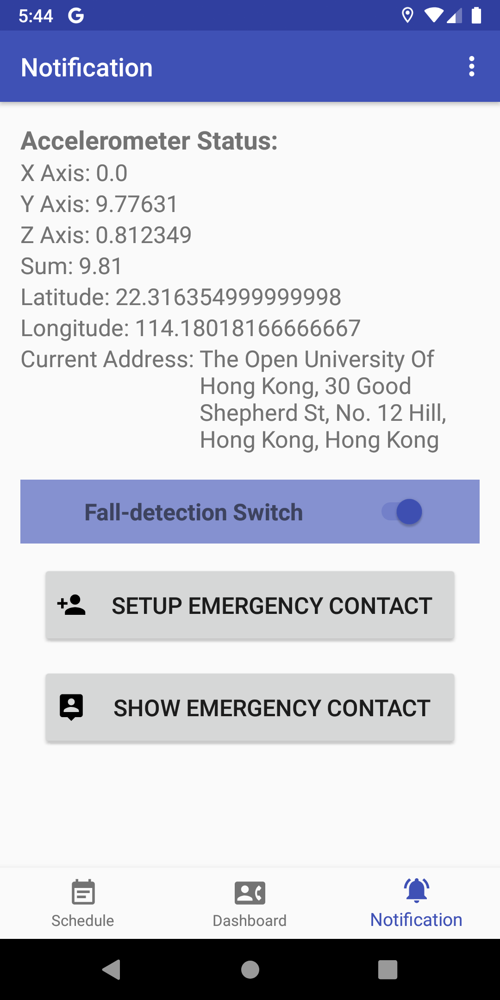 5:44
Notification
Accelerometer Status:
X Axis: 0.0
Y Axis: 9.77631
Z Axis: 0.812349
Sum: 9.81
Latitude: 22.316354999999998
Longitude: 114.18018166666667
Current Address: The Open University Of
Hong Kong, 30 Good
Shepherd St, No. 12 Hill,
Hong Kong, Hong Kong
Fall-detection Switch
SETUP EMERGENCY CONTACT
SHOW EMERGENCY CONTACT
Schedule
Dashboard
Notification